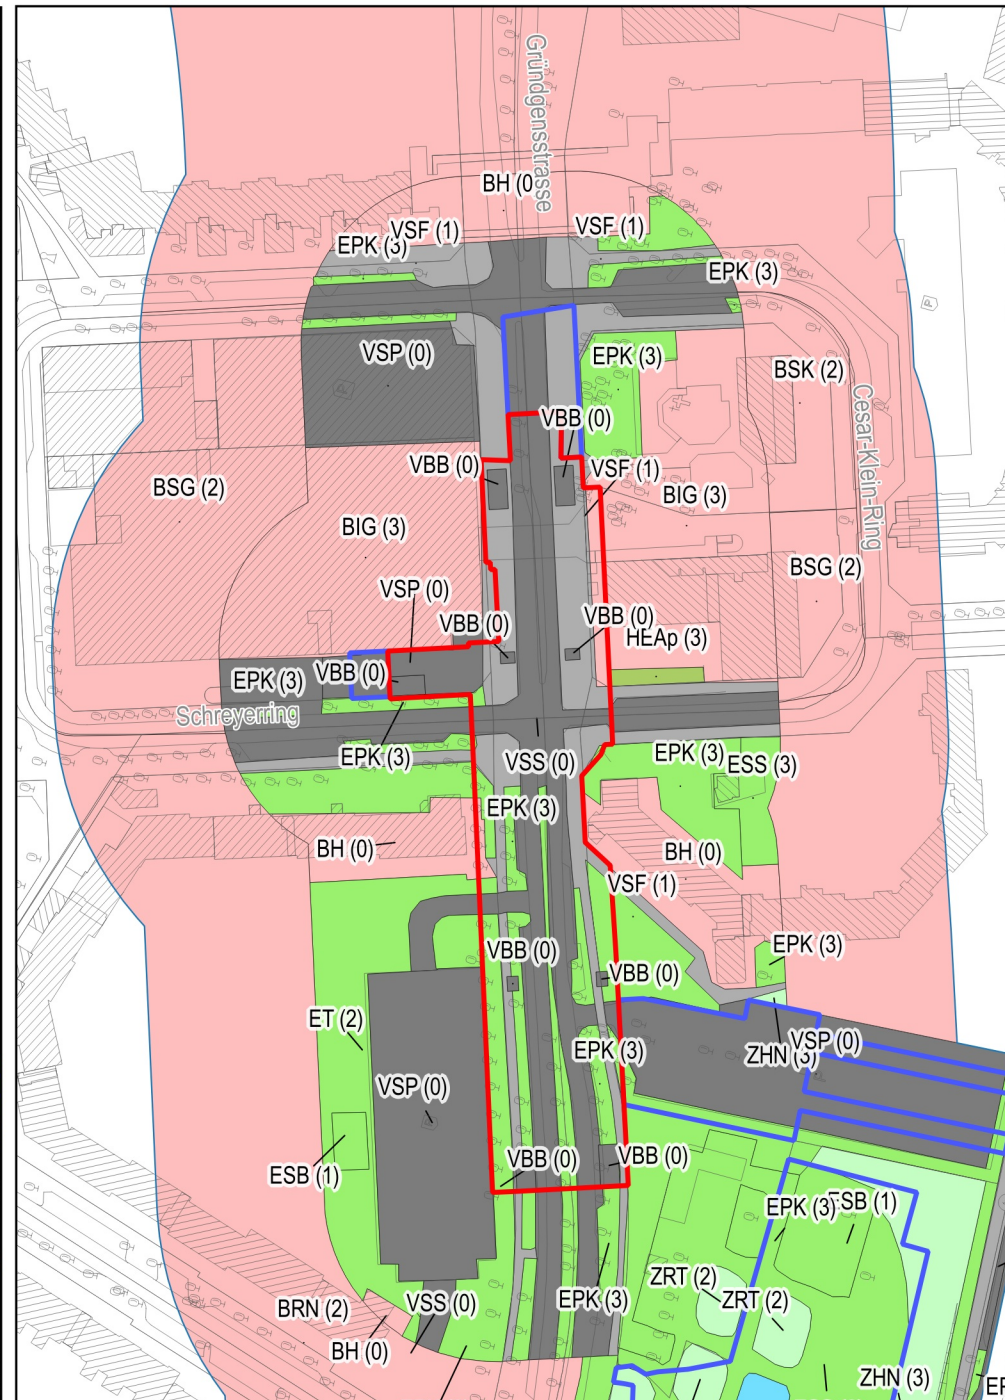 Gründgensstrasse
BH (0
VSF (1)
VSF (1)
EPK (3)
EPK (3)
VSP (0)
EPK (3)
BSK (2)
Cesar-Klein-Ring
VBB (0)
VBB (0)
VSF (1)
BSG (2)
BIG (3)
BIG (3)
BSG (2)
VSP (0)
VBB (0)
VBB (0)
HEAp (3)
EPK (3)
VBB (0)
Schreyerring
EPK (3)
VSS (0)
EPK (3)
ESS (3)
EPK (3)
BH (0)
BH (0)
VSF (1)
VBB (0)
EPK (3)
VBB (0)
ET (2)
EPK (3)
VSP (0)
ZHN (3)
VSP (0)
ESB (1)
VBB (0)
VBB (0)
EPK (3)
ESB (1)
ZRT (2)
ZRT (2)
EPK (3)
BRN (2)
VSS (0)
BH (0)
ZHN (3)